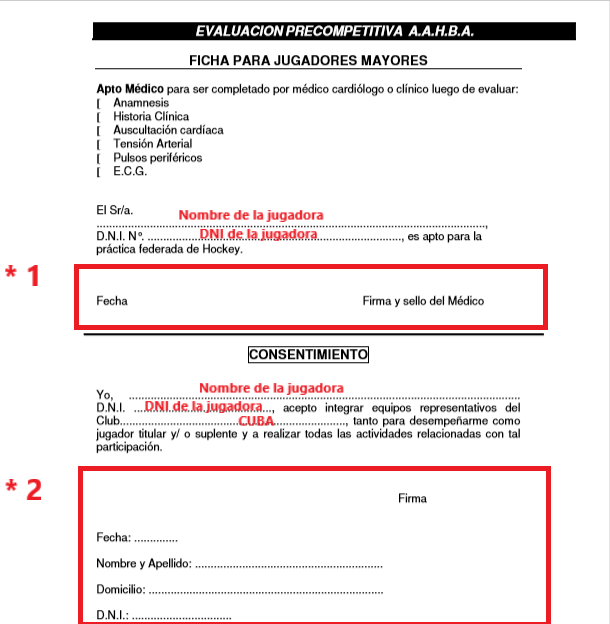 EVALUACION PRECOMPETITIVA A.A.H.B.A.
FICHA PARA JUGADORES MAYORES
Apto Médico para ser completado por médico cardiólogo o clínico luego de evaluar:
[ Anamnesis
[ Historia Clínica
[ Auscultación cardíaca
[ Tensión Arterial
[ Pulsos periféricos
[ E.C.G.
El Sr/a.
Nombre de la jugadora
..............................................................................................................,
D.N.I. Nº. ................DNI de la jugadora........................, es apto para la
práctica federada de Hockey.
* 1
Fecha Firma y sello del Médico
CONSENTIMIENTO
Nombre de la jugadora
Yo, ..............................................................................................................
D.N.I. ...DNI de la jugadora..., acepto integrar equipos representativos del
Club..................................CUBA....................., tanto para desempeñarme como
jugador titular y/ o suplente y a realizar todas las actividades relacionadas con tal
participación.
* 2
Firma
Fecha: ..............
Nombre y Apellido: ......................................................
Domicilio: ....................................................................
D.N.I.: .............................